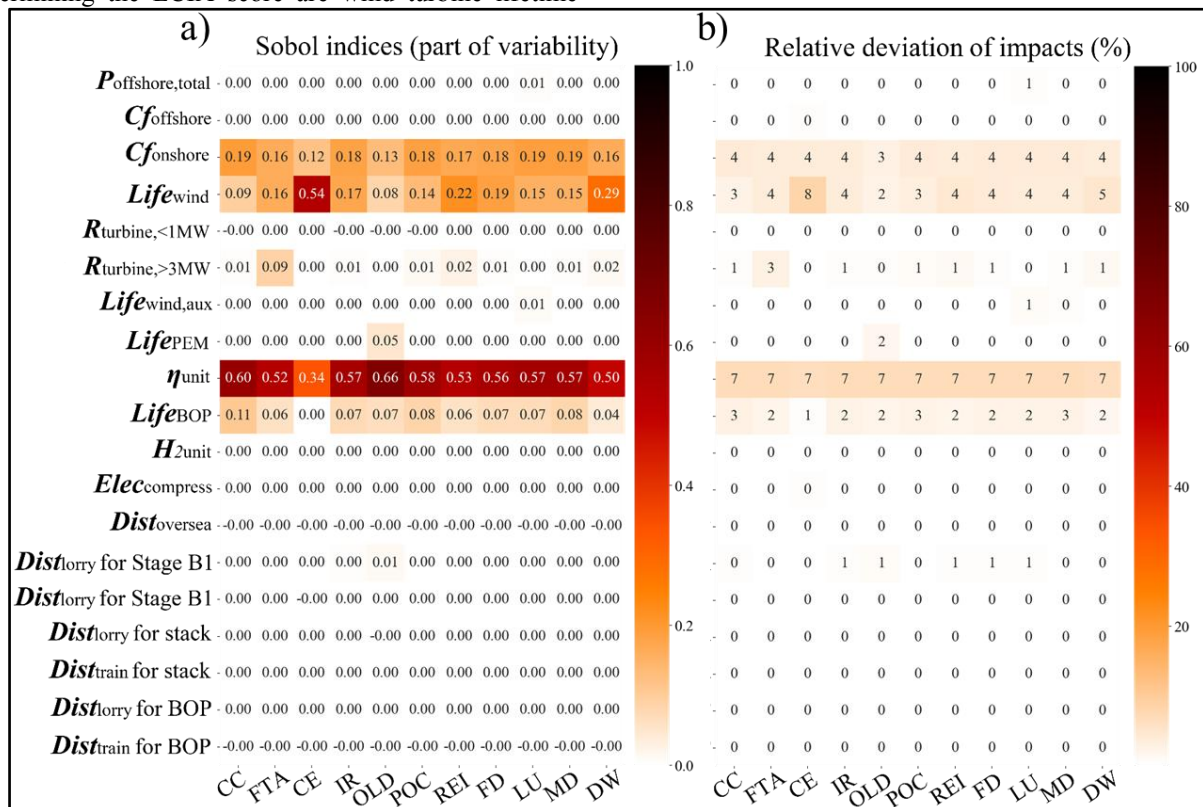 ermining the LCIA score are wind turbine lifetime
a) Sobol indices (part of variability) b) Relative deviation of impacts (%)
Poffshore,total 0.00 0.00 0.00 0.00 0.00 0.00 0.00 0.00 0.01 0.00 0.00 0 0 0 0 0 0 0 0 1 0 0
Cfoffshore 0.00 0.00 0.00 0.00 0.00 0.00 0.00 0.00 0.00 0.00 0.00 0 0 0 0 0 0 0 0 0 0 0
Cfonshore 0.19 0.16 0.12 0.18 0.13 0.18 0.17 0.18 0.19 0.19 0.16 4 4 4 4 3 4 4 4 4 4 4
Lifewind 0.09 0.16 0.54 0.17 0.08 0.14 0.22 0.19 0.15 0.15 0.29 3 4 8 4 2 3 4 4 4 4 5
Rturbine,<1MW -0.00 0.00 0.00 -0.00 -0.00 -0.00 0.00 0.00 0.00 0.00 0.00 0 0 0 0 0 0 0 0 0 0 0
Rturbine,>3MW 0.01 0.09 0.00 0.01 0.00 0.01 0.02 0.01 0.00 0.01 0.02 1 3 0 1 0 1 1 1 0 1 1
Lifewind,aux 0.00 0.00 0.00 0.00 0.00 0.00 0.00 0.00 0.01 0.00 0.00 0 0 0 0 0 0 0 0 1 0 0
LifePEM 0.00 0.00 0.00 0.00 0.05 0.00 0.00 0.00 0.00 0.00 0.00 0 0 0 0 2 0 0 0 0 0 0
ηunit 0.60 0.52 0.34 0.57 0.66 0.58 0.53 0.56 0.57 0.57 0.50 7 7 7 7 7 7 7 7 7 7 7
LifeBOP 0.11 0.06 0.00 0.07 0.07 0.08 0.06 0.07 0.07 0.08 0.04 3 2 1 2 2 3 2 2 2 3 2
H2unit 0.00 0.00 0.00 0.00 0.00 0.00 0.00 0.00 0.00 0.00 0.00 0 0 0 0 0 0 0 0 0 0 0
Eleccompress 0.00 0.00 0.00 0.00 0.00 0.00 0.00 0.00 0.00 0.00 0.00 0 0 0 0 0 0 0 0 0 0 0
Distoversea -0.00 -0.00 -0.00 -0.00 -0.00 -0.00 -0.00 -0.00 -0.00 -0.00 -0.00 0 0 0 0 0 0 0 0 0 0 0
Distlorry for Stage B1 0.00 0.00 0.00 0.00 0.01 0.00 0.00 0.00 0.00 0.00 0.00 0 0 0 1 1 0 1 1 1 0 0
Distlorry for Stage B1 0.00 0.00 -0.00 0.00 0.00 0.00 0.00 0.00 0.00 0.00 0.00 0 0 0 0 0 0 0 0 0 0 0
Distlorry for stack 0.00 0.00 0.00 0.00 -0.00 0.00 0.00 0.00 0.00 0.00 0.00 0 0 0 0 0 0 0 0 0 0 0
Disttrain for stack 0.00 0.00 0.00 0.00 0.00 0.00 0.00 0.00 0.00 0.00 0.00 0 0 0 0 0 0 0 0 0 0 0
Distlorry for BOP 0.00 0.00 0.00 0.00 0.00 0.00 0.00 0.00 0.00 0.00 0.00 0 0 0 0 0 0 0 0 0 0 0
Disttrain for BOP -0.00 -0.00 -0.00 -0.00 -0.00 -0.00 -0.00 -0.00 -0.00 -0.00 -0.00 0 0 0 0 0 0 0 0 0 0 0
CC FTA CE IR OLD POC REI FD LU MD DW CC FTA CE IR OLD POC REI FD LU MD DW
1.0
0.8
0.6
0.4
0.2
0.0
100
80
60
40
20